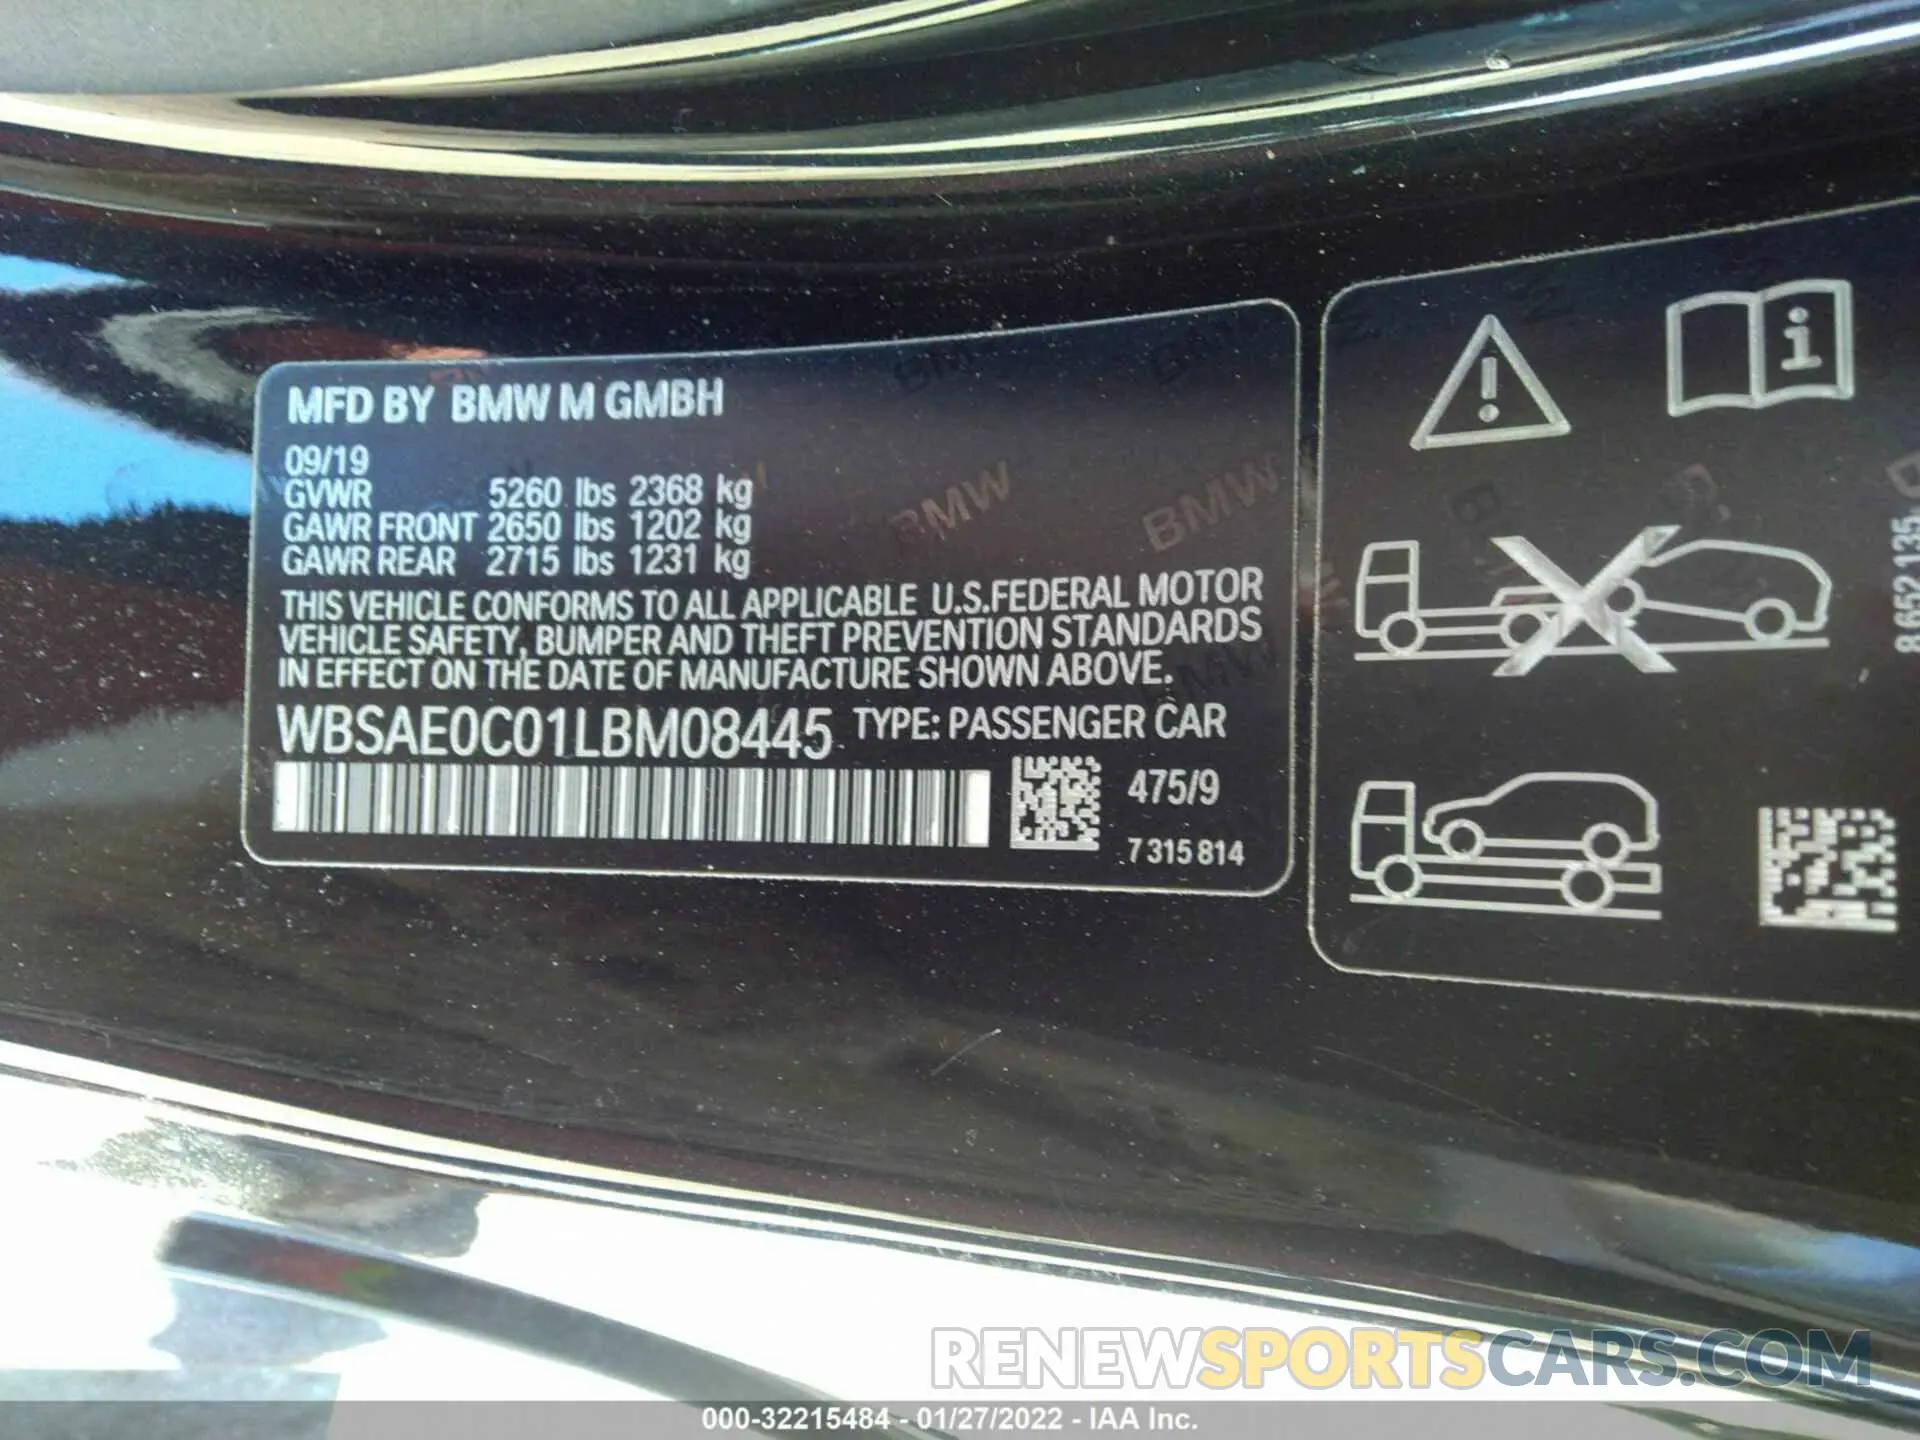 MFD BY BMW M GMBH
09/19
GVWR 5260 lbs 2368 kg
GAWR FRONT 2650 lbs 1202 kg
GAWR REAR 2715 lbs 1231 kg
THIS VEHICLE CONFORMS TO ALL APPLICABLE U.S.FEDERAL MOTOR
VEHICLE SAFETY, BUMPER AND THEFT PREVENTION STANDARDS
IN EFFECT ON THE DATE OF MANUFACTURE SHOWN ABOVE.
WBSAE0C01LBM08445 TYPE: PASSENGER CAR
475/9
7 315 814
BMW
BMW
BMW
8 652 135
RENEWSPORTSCARS.COM
000-32215484 - 01/27/2022 - IAA Inc.